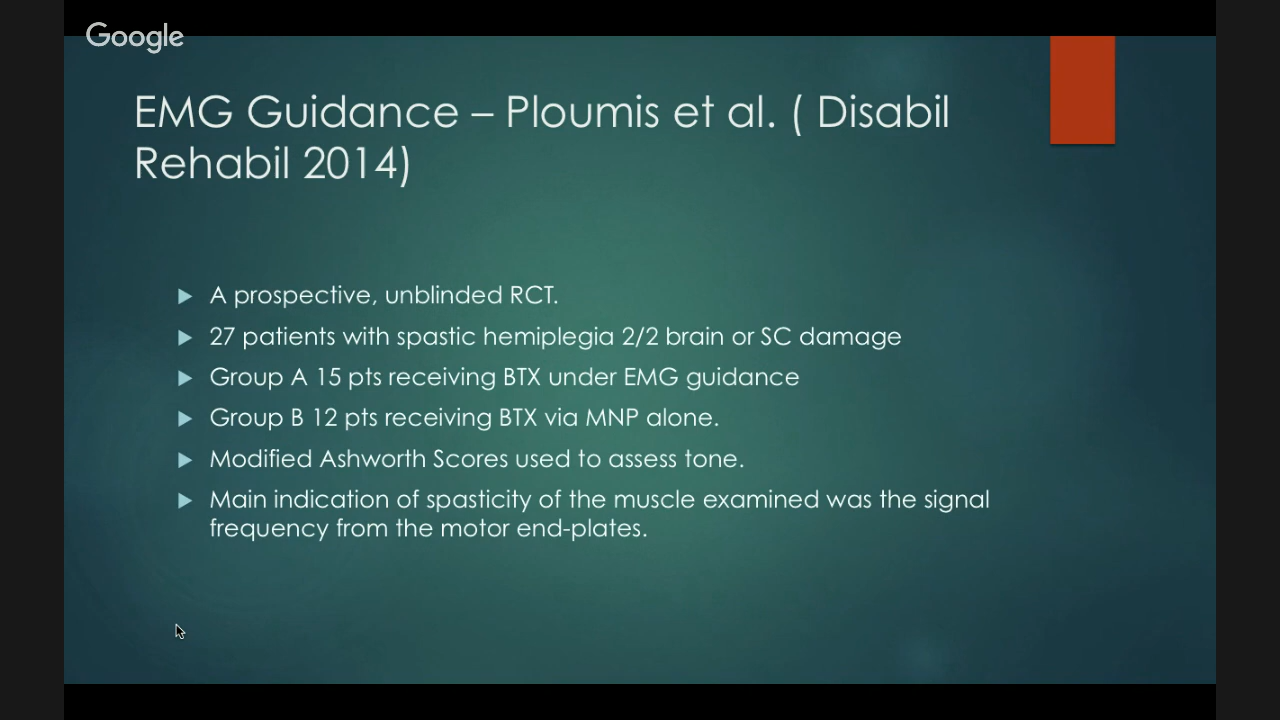 Google
EMG Guidance – Ploumis et al. ( Disabil
Rehabil 2014)
A prospective, unblinded RCT.
27 patients with spastic hemiplegia 2/2 brain or SC damage
Group A 15 pts receiving BTX under EMG guidance
Group B 12 pts receiving BTX via MNP alone.
Modified Ashworth Scores used to assess tone.
Main indication of spasticity of the muscle examined was the signal
frequency from the motor end-plates.